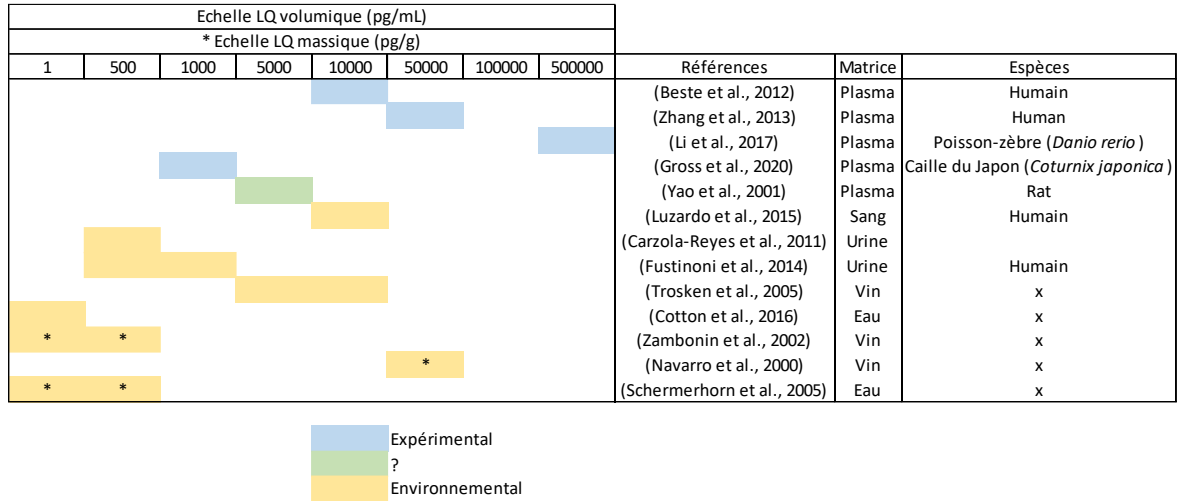 Echelle LQ volumique (pg/mL)
* Echelle LQ massique (pg/g)
1 500 1000 5000 10000 50000 100000 500000 Références Matrice Espèces
(Beste et al., 2012) Plasma Humain
(Zhang et al., 2013) Plasma Human
(Li et al., 2017) Plasma Poisson-zèbre (Danio rerio)
(Gross et al., 2020) Plasma Caille du Japon (Coturnix japonica)
(Yao et al., 2001) Plasma Rat
(Luzardo et al., 2015) Sang Humain
(Carzola-Reyes et al., 2011) Urine
(Fustinoni et al., 2014) Urine Humain
(Trosken et al., 2005) Vin x
(Cotton et al., 2016) Eau x
* * (Zambonin et al., 2002) Vin x
* (Navarro et al., 2000) Vin x
* * (Schermerhorn et al., 2005) Eau x
Expérimental
?
Environnemental